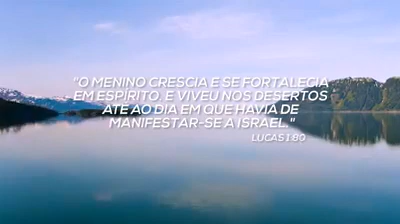 "O MENINO CRESCIA E SE FORTALECIA
EM ESPÍRITO. E VIVEU NOS DESERTOS
ATÉ AO DIA EM QUE HAVIA DE
MANIFESTAR-SE A ISRAEL."
LUCAS 1:80